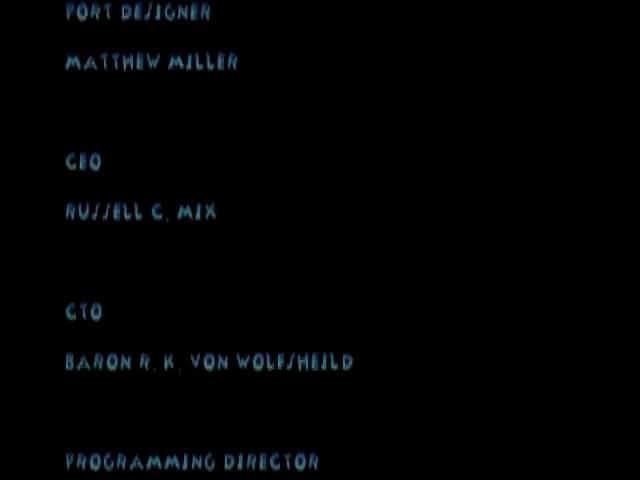 PORT DESIGNER
MATTHEW MILLER
CEO
RUSSELL C. MIX
CTO
BARON R. K. VON WOLFSHEILD
PROGRAMMING DIRECTOR